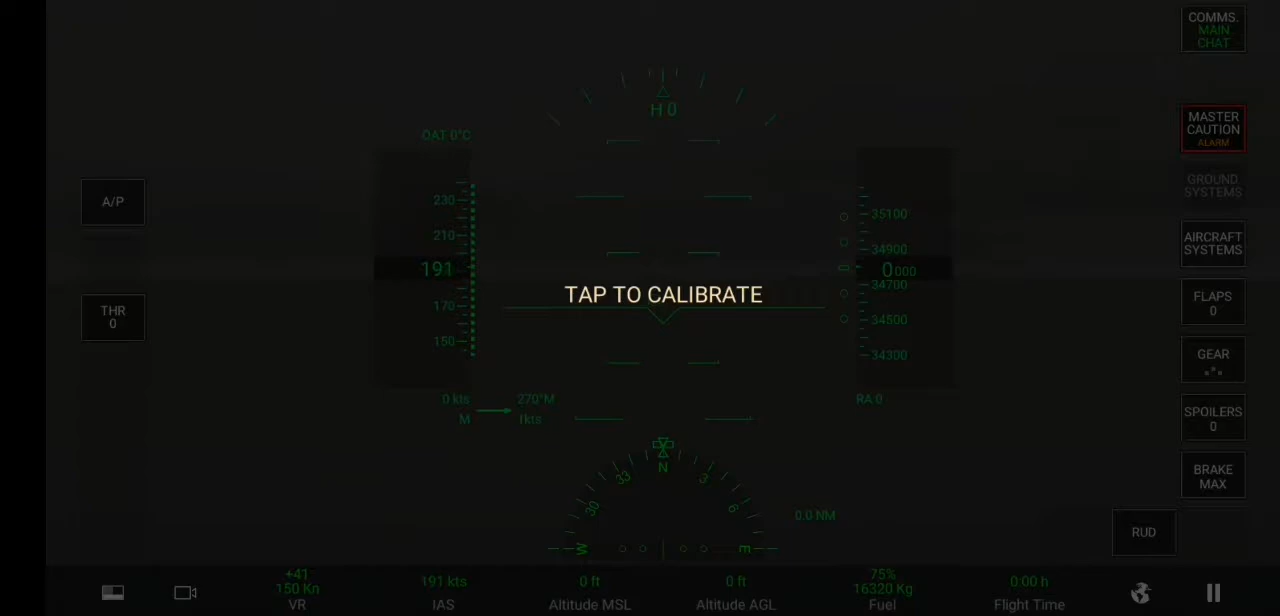 COMMS.
MAIN
CHAT
H 0
OAT 0°C
MASTER
CAUTION
ALARM
GROUND
SYSTEMS
A/P
230
210
191
170
150
35100
34900
0000
34700
34500
34300
AIRCRAFT
SYSTEMS
TAP TO CALIBRATE
THR
0
FLAPS
0
GEAR
0 kts
270°M
M
1kts
RA 0
SPOILERS
0
N
33
3
30
6
W
E
0.0 NM
BRAKE
MAX
RUD
+41
150 Kn
VR
191 kts
IAS
0 ft
Altitude MSL
0 ft
Altitude AGL
75%
16320 Kg
Fuel
0:00 h
Flight Time